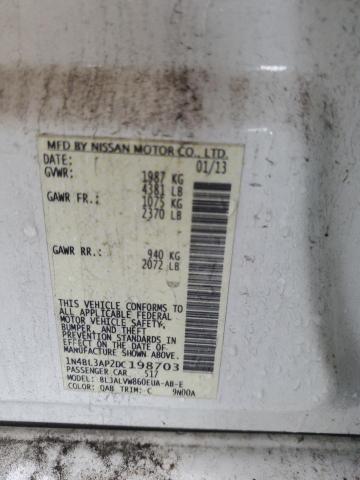 MFD BY NISSAN MOTOR CO., LTD.
DATE: 01/13
GVWR: 1987 KG
4381 LB
GAWR FR.: 1075 KG
2370 LB
GAWR RR.: 940 KG
2072 LB
THIS VEHICLE CONFORMS TO
ALL APPLICABLE FEDERAL
MOTOR VEHICLE SAFETY,
BUMPER, AND THEFT
PREVENTION STANDARDS IN
EFFECT ON THE DATE OF
MANUFACTURE SHOWN ABOVE.
1N4BL3AP2DC198703
PASSENGER CAR S17
MODEL: BL3ALVW860EUA-AB-E
COLOR: QAB TRIM: C 9N00A